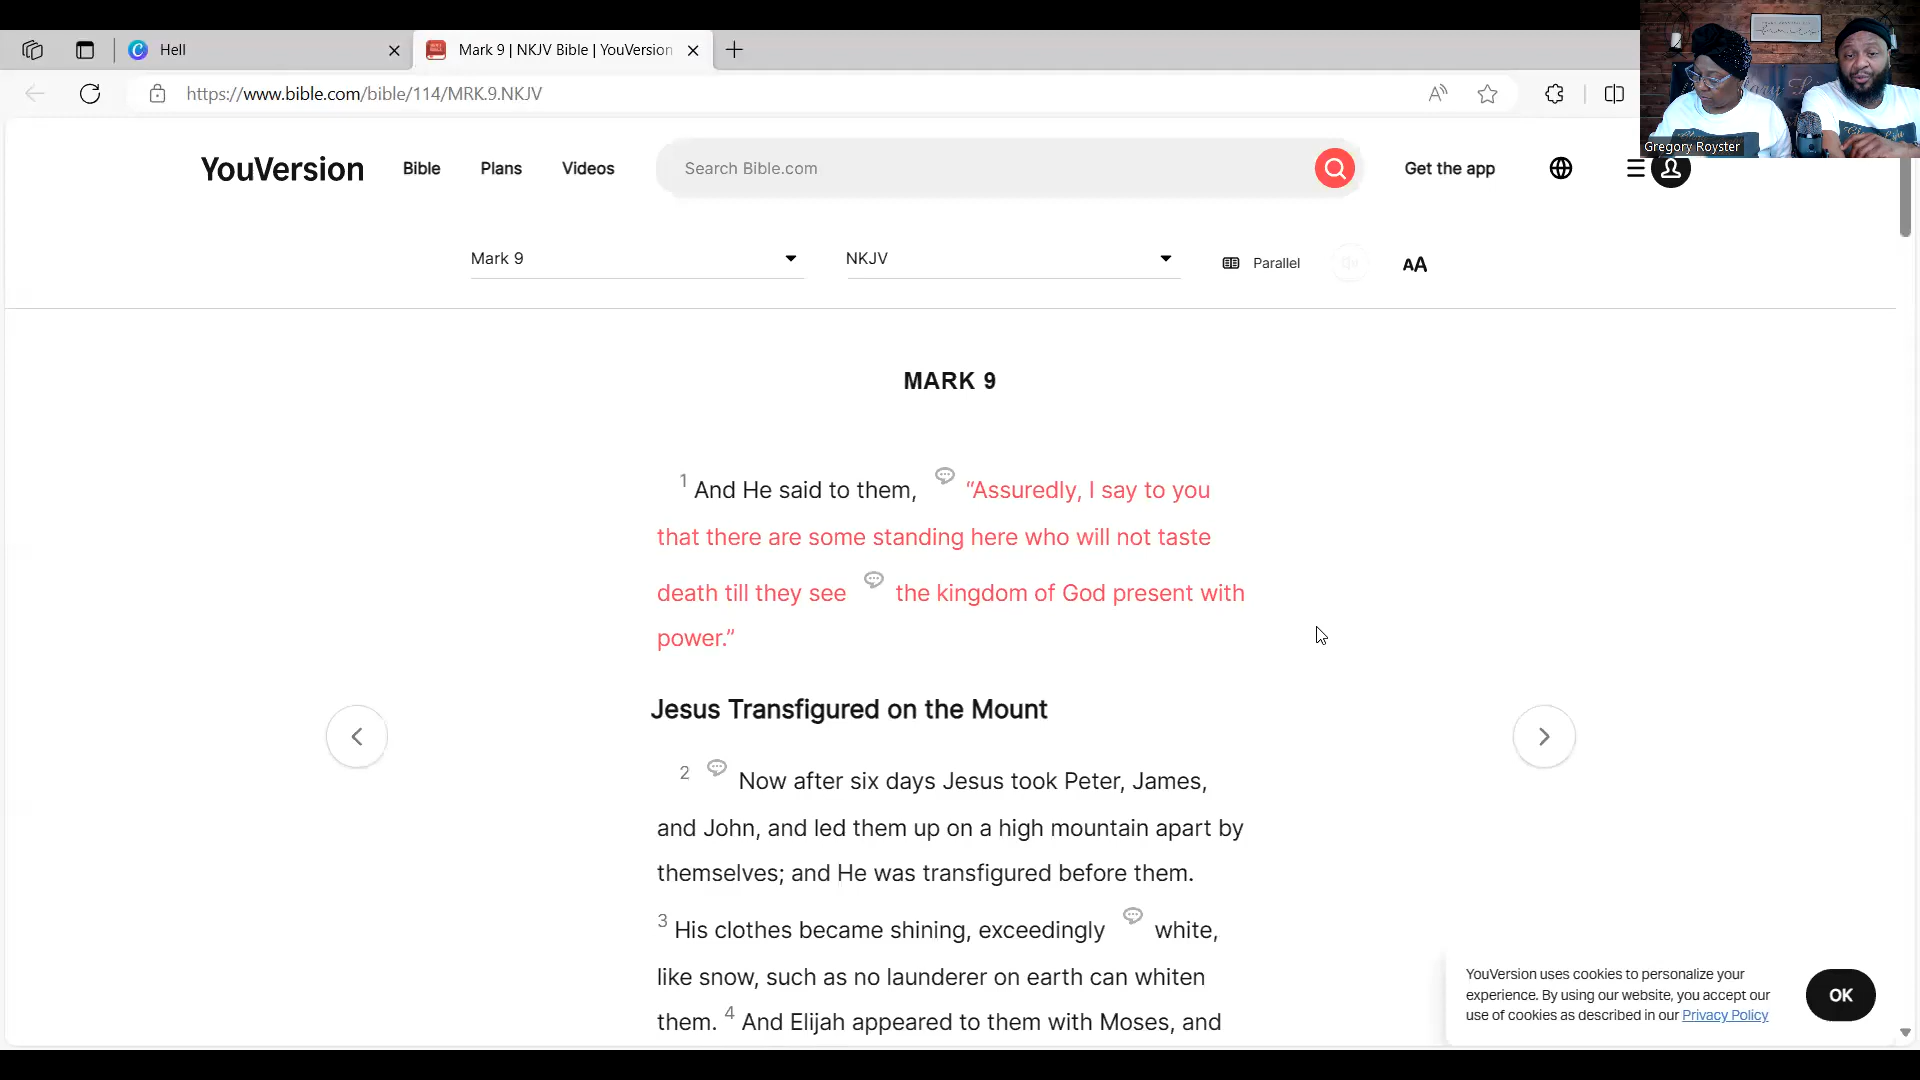 Hell
Mark 9 | NKJV Bible | YouVersion
https://www.bible.com/bible/114/MRK.9.NKJV
Gregory Royster
YouVersion
Bible
Plans
Videos
Search Bible.com
Get the app
Mark 9
NKJV
Parallel
AA
MARK 9
1 And He said to them, “Assuredly, I say to you
that there are some standing here who will not taste
death till they see the kingdom of God present with
power.”
Jesus Transfigured on the Mount
2 Now after six days Jesus took Peter, James,
and John, and led them up on a high mountain apart by
themselves; and He was transfigured before them.
3 His clothes became shining, exceedingly white,
like snow, such as no launderer on earth can whiten
them. 4 And Elijah appeared to them with Moses, and
YouVersion uses cookies to personalize your
experience. By using our website, you accept our
use of cookies as described in our Privacy Policy
OK